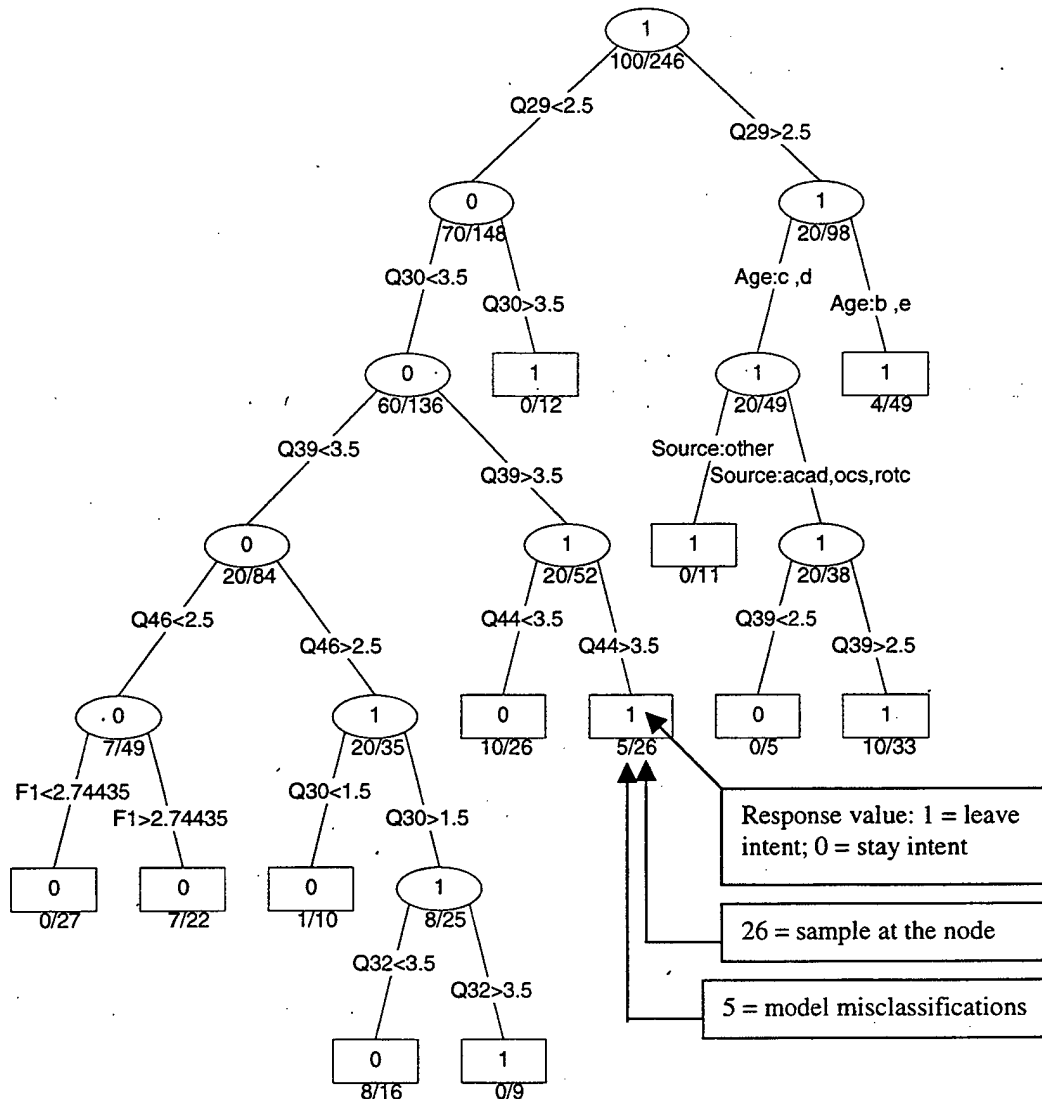 1
100/246
Q29<2.5
Q29>2.5
0
70/148
1
20/98
Q30<3.5
Q30>3.5
Age:c ,d
Age:b ,e
0
60/136
1
0/12
1
20/49
1
4/49
Q39<3.5
Q39>3.5
Source:other
Source:acad,ocs,rotc
0
20/84
1
20/52
1
0/11
1
20/38
Q46<2.5
Q46>2.5
Q44<3.5
Q44>3.5
Q39<2.5
Q39>2.5
0
7/49
1
20/35
0
10/26
1
5/26
0
0/5
1
10/33
F1<2.74435
F1>2.74435
Q30<1.5
Q30>1.5
Response value: 1 = leave
intent; 0 = stay intent
0
0/27
0
7/22
0
1/10
1
8/25
26 = sample at the node
Q32<3.5
Q32>3.5
5 = model misclassifications
0
8/16
1
0/9